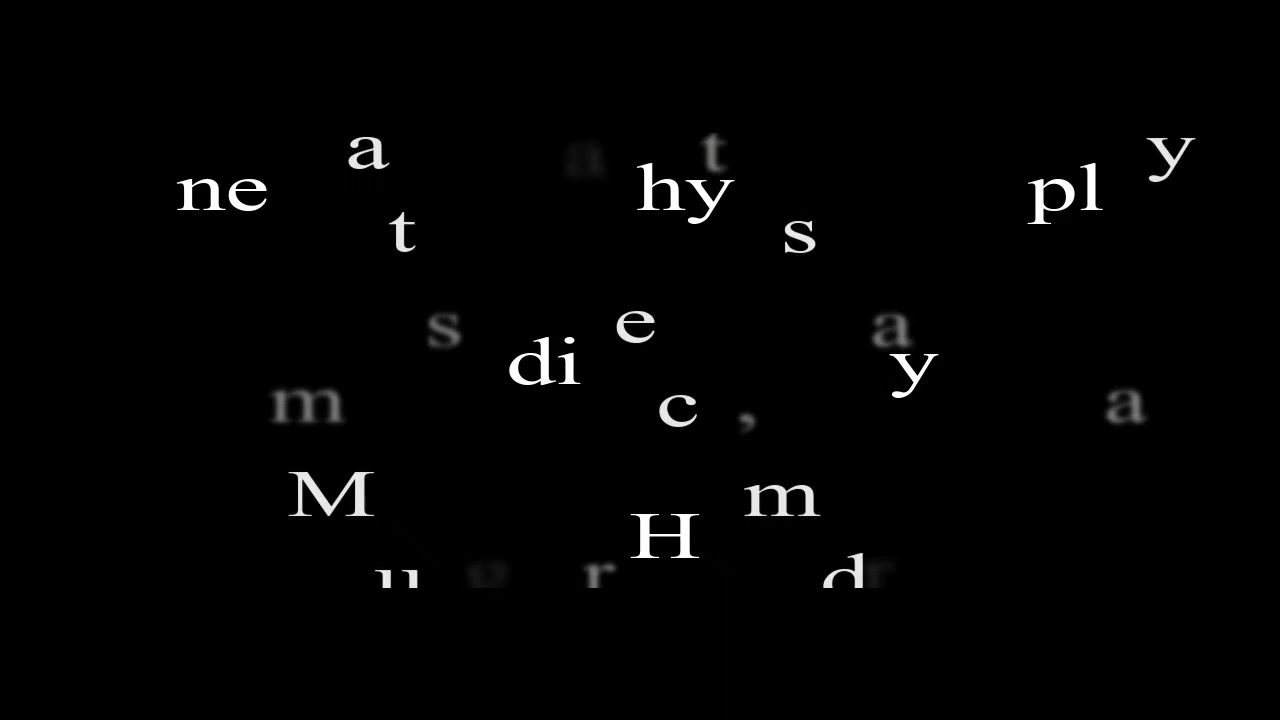 a a t y
ne hy pl
t s
s e a
di y
m c , a
M m
H
u r d r